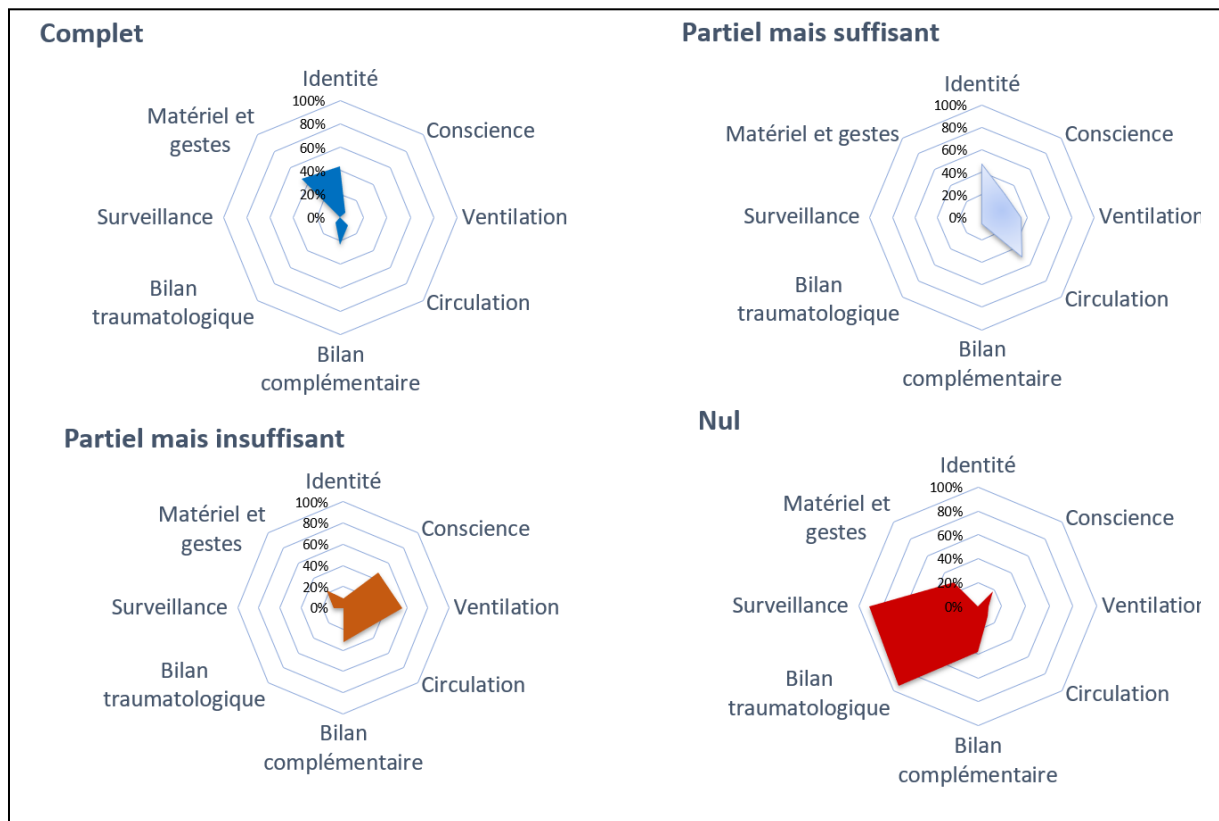 Complet
Identité
100%
80%
60%
40%
20%
0%
Conscience
Ventilation
Circulation
Bilan
complémentaire
Bilan
traumatologique
Surveillance
Matériel et
gestes
Partiel mais suffisant
Identité
100%
80%
60%
40%
20%
0%
Conscience
Ventilation
Circulation
Bilan
complémentaire
Bilan
traumatologique
Surveillance
Matériel et gestes
Partiel mais insuffisant
Identité
100%
80%
60%
40%
20%
0%
Conscience
Ventilation
Circulation
Bilan
complémentaire
Bilan
traumatologique
Surveillance
Matériel et
gestes
Nul
Identité
100%
80%
60%
40%
20%
0%
Conscience
Ventilation
Circulation
Bilan
complémentaire
Bilan
traumatologique
Surveillance
Matériel et
gestes